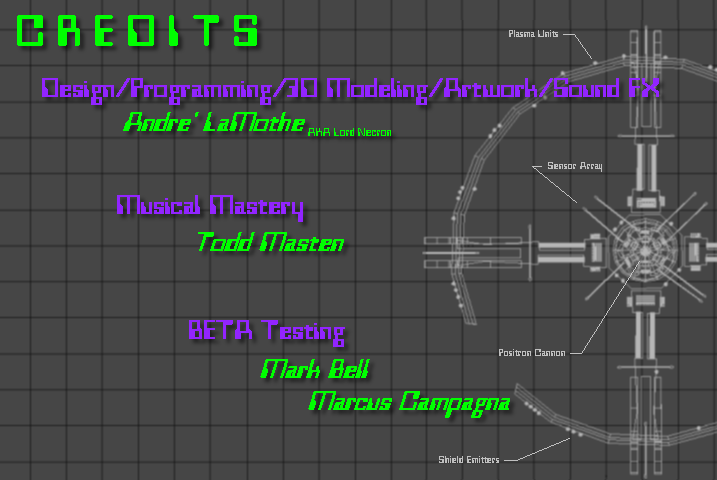 CREDITS
Plasma Units
Design/Programming/3D Modeling/Artwork/Sound FX
Andre' LaMothe AKA Lord Necron
Sensor Array
Musical Mastery
Todd Masten
BETA Testing
Positron Cannon
Mark Bell
Marcus Campagna
Shield Emitters